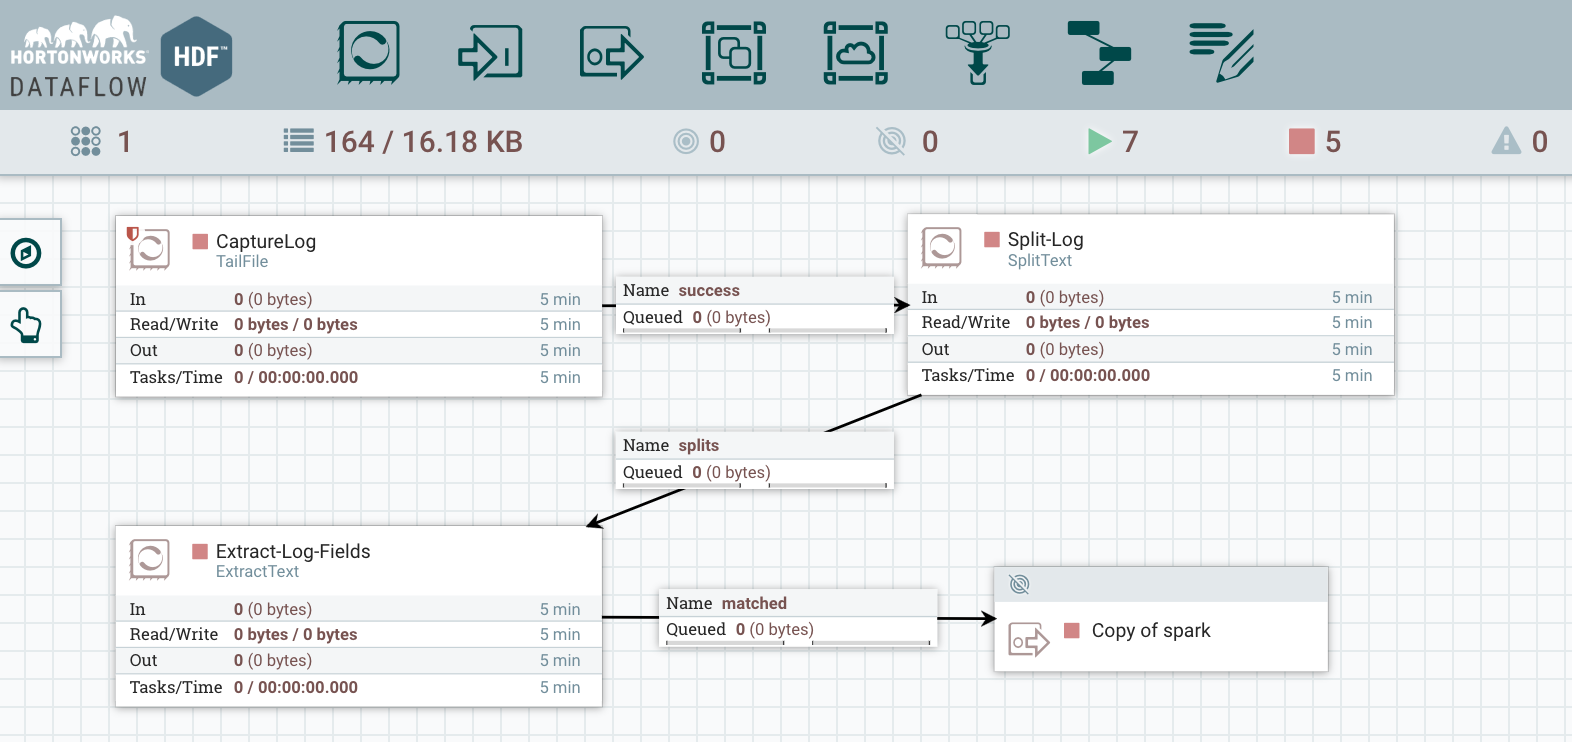 HORTONWORKS
DATAFLOW
HDF™
1
164 / 16.18 KB
0
0
7
5
0
CaptureLog
TailFile
In 0 (0 bytes) 5 min
Read/Write 0 bytes / 0 bytes 5 min
Out 0 (0 bytes) 5 min
Tasks/Time 0 / 00:00:00.000 5 min
Name success
Queued 0 (0 bytes)
Split-Log
SplitText
In 0 (0 bytes) 5 min
Read/Write 0 bytes / 0 bytes 5 min
Out 0 (0 bytes) 5 min
Tasks/Time 0 / 00:00:00.000 5 min
Name splits
Queued 0 (0 bytes)
Extract-Log-Fields
ExtractText
In 0 (0 bytes) 5 min
Read/Write 0 bytes / 0 bytes 5 min
Out 0 (0 bytes) 5 min
Tasks/Time 0 / 00:00:00.000 5 min
Name matched
Queued 0 (0 bytes)
Copy of spark